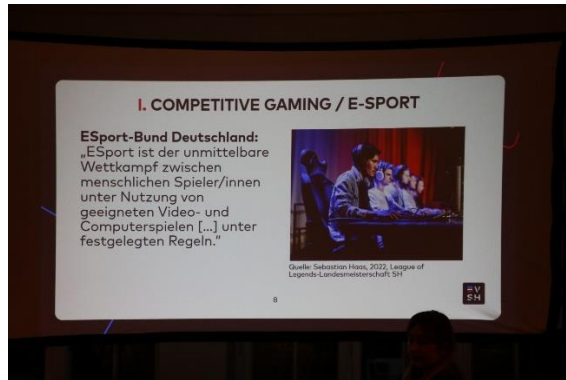 I. COMPETITIVE GAMING / E-SPORT
ESport-Bund Deutschland:
„ESport ist der unmittelbare
Wettkampf zwischen
menschlichen Spieler/innen
unter Nutzung von
geeigneten Video- und
Computerspielen [...] unter
festgelegten Regeln.“
Quelle: Sebastian Haas, 2022, League of
Legends-Landesmeisterschaft SH
8
EV
SH